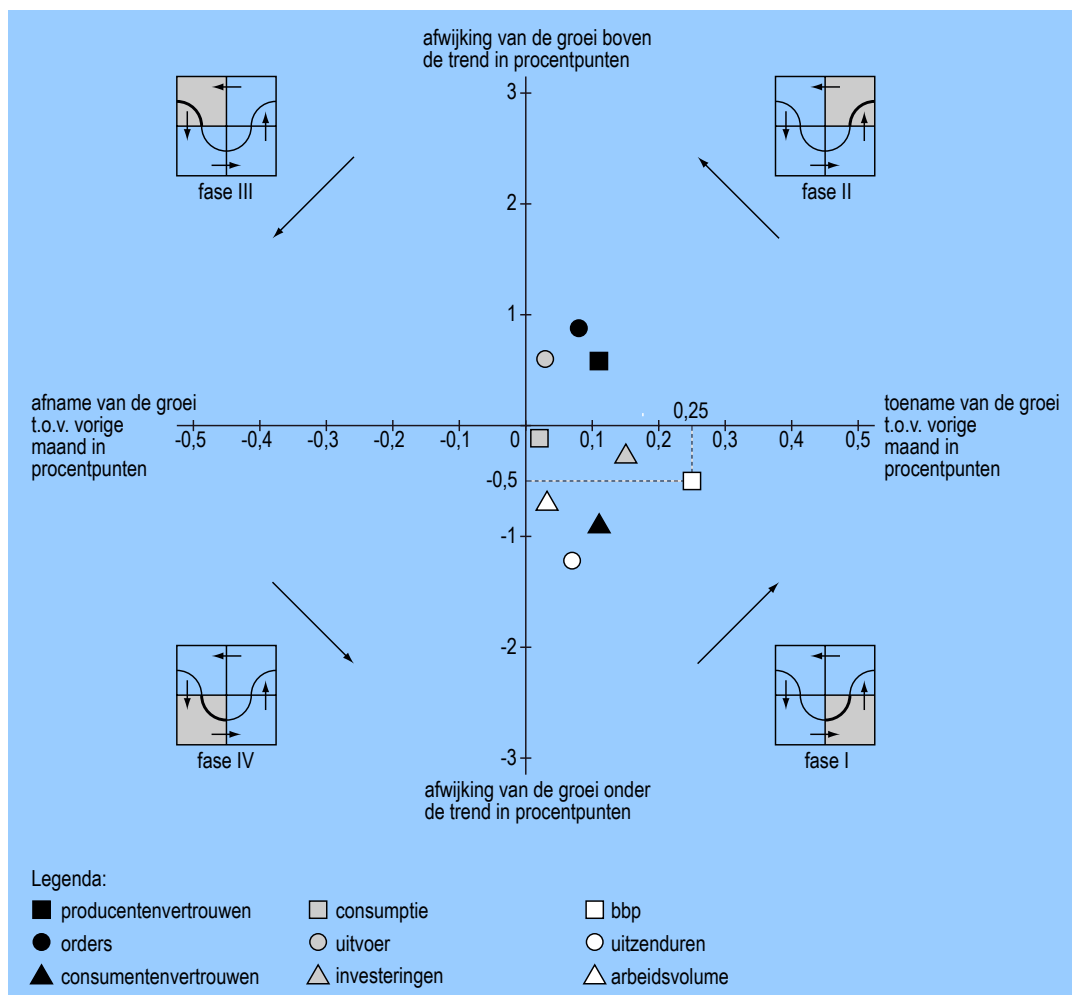 afwijking van de groei boven
de trend in procentpunten
fase III
fase II
3
2
1
afname van de groei
t.o.v. vorige
maand in
procentpunten
-0,5
-0,4
-0,3
-0,2
-0,1
0
0,1
0,2
0,3
0,4
0,5
0,25
toename van de groei
t.o.v. vorige
maand in
procentpunten
-0,5
-1
-2
-3
fase IV
fase I
afwijking van de groei onder
de trend in procentpunten
Legenda:
producentenvertrouwen
consumptie
bbp
orders
uitvoer
uitzenduren
consumentenvertrouwen
investeringen
arbeidsvolume